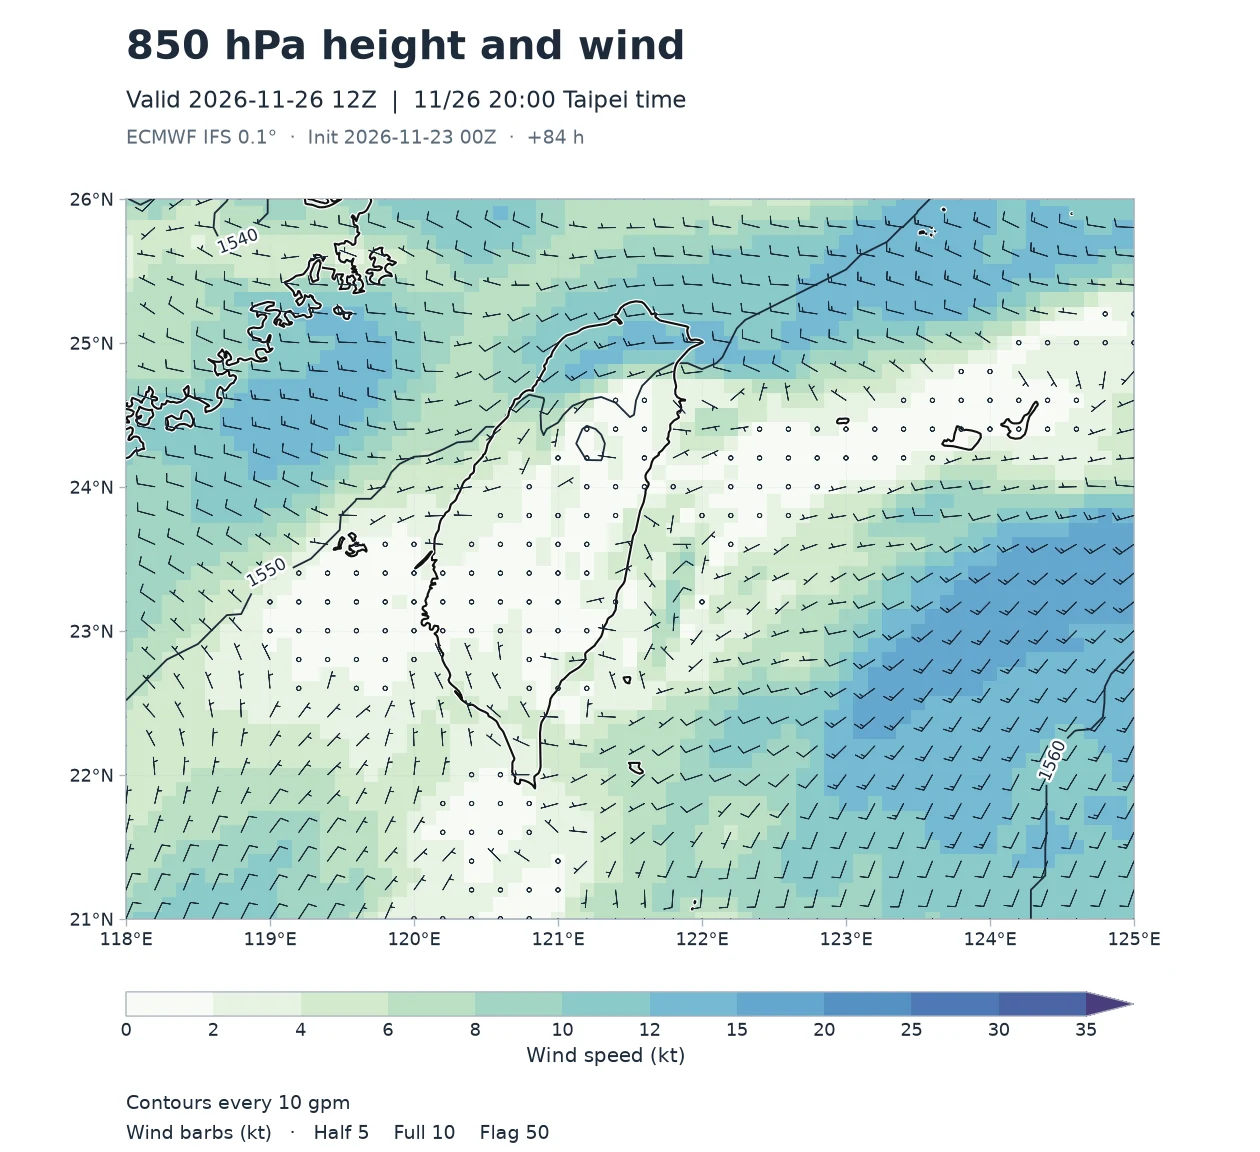 850 hPa height and wind
Valid 2026-11-26 12Z | 11/26 20:00 Taipei time
ECMWF IFS 0.1° · Init 2026-11-23 00Z · +84 h
26°N
25°N
24°N
23°N
22°N
21°N
1540
1550
1560
118°E 119°E 120°E 121°E 122°E 123°E 124°E 125°E
0 2 4 6 8 10 12 15 20 25 30 35
Wind speed (kt)
Contours every 10 gpm
Wind barbs (kt) · Half 5 Full 10 Flag 50